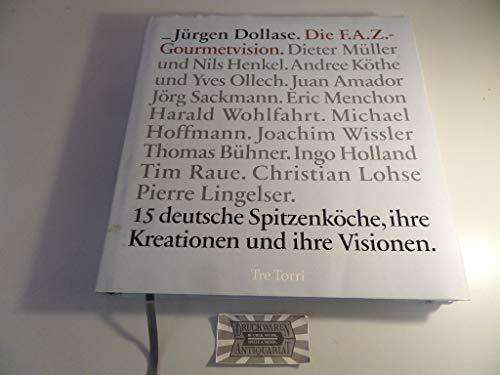 _Jürgen Dollase. Die F.A.Z.-
Gourmetvision. Dieter Müller
und Nils Henkel. Andree Köthe
und Yves Ollech. Juan Amador
Jörg Sackmann. Eric Menchon
Harald Wohlfahrt. Michael
Hoffmann. Joachim Wissler
Thomas Bühner. Ingo Holland
Tim Raue. Christian Lohse
Pierre Lingelser.
15 deutsche Spitzenköche, ihre
Kreationen und ihre Visionen.
Tre Torri
DRUCKWAREN
ANTIQUARIAT